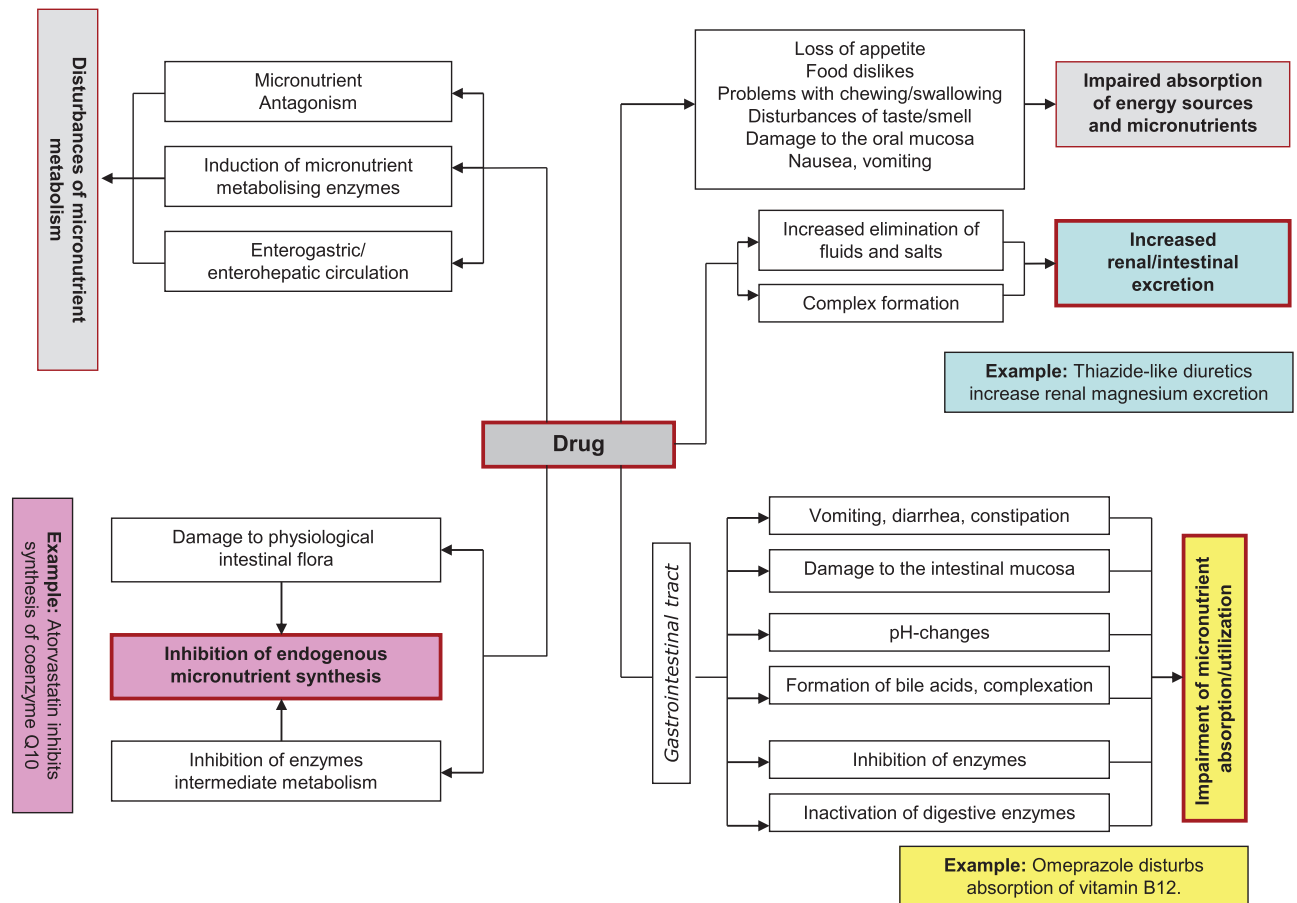 Disturbances of micronutrient
metabolism
Micronutrient
Antagonism
Induction of micronutrient
metabolising enzymes
Enterogastric/
enterohepatic circulation
Loss of appetite
Food dislikes
Problems with chewing/swallowing
Disturbances of taste/smell
Damage to the oral mucosa
Nausea, vomiting
Impaired absorption
of energy sources
and micronutrients
Increased elimination of
fluids and salts
Complex formation
Increased
renal/intestinal
excretion
Example: Thiazide-like diuretics
increase renal magnesium excretion
Drug
Example: Atorvastatin inhibits
synthesis of coenzyme Q10
Damage to physiological
intestinal flora
Inhibition of endogenous
micronutrient synthesis
Inhibition of enzymes
intermediate metabolism
Gastrointestinal tract
Vomiting, diarrhea, constipation
Damage to the intestinal mucosa
pH-changes
Formation of bile acids, complexation
Inhibition of enzymes
Inactivation of digestive enzymes
Impairment of micronutrient
absorption/utilization
Example: Omeprazole disturbs
absorption of vitamin B12.